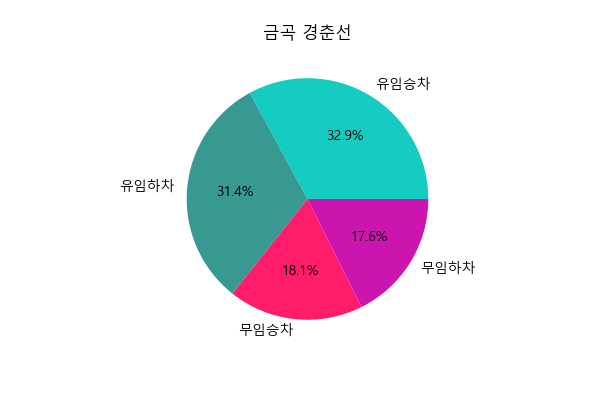 금곡 경춘선
유임승차
32.9%
유임하차
31.4%
17.6%
무임하차
18.1%
무임승차